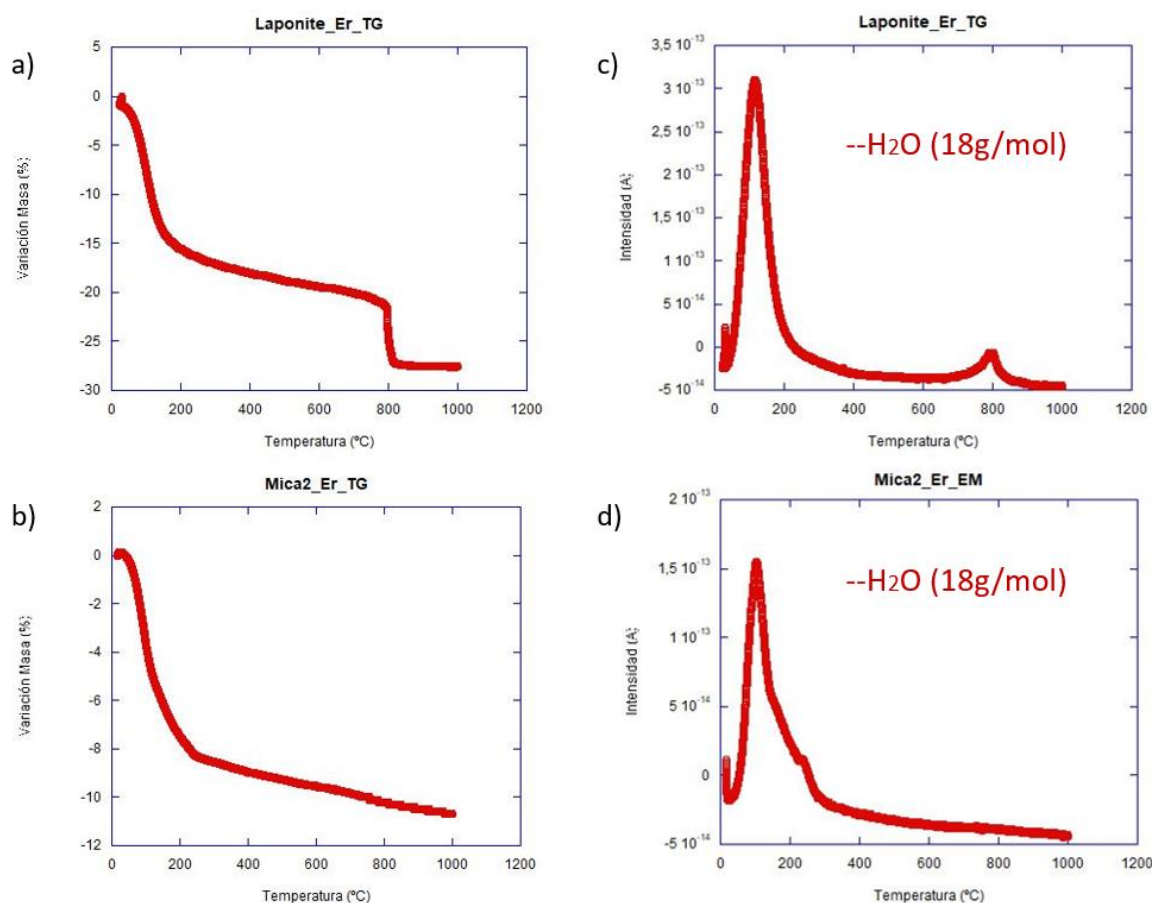 a)
Laponite_Er_TG
5
0
-5
-10
-15
-20
-25
-30
Variación Masa (%)
0 200 400 600 800 1000 1200
Temperatura (ºC)
c)
Laponite_Er_TG
3,5 10⁻¹³
3 10⁻¹³
2,5 10⁻¹³
2 10⁻¹³
1,5 10⁻¹³
1 10⁻¹³
5 10⁻¹⁴
0
-5 10⁻¹⁴
Intensidad (A)
--H₂O (18g/mol)
0 200 400 600 800 1000 1200
Temperatura (ºC)
b)
Mica2_Er_TG
2
0
-2
-4
-6
-8
-10
-12
Variación Masa (%)
0 200 400 600 800 1000 1200
Temperatura (ºC)
d)
Mica2_Er_EM
2 10⁻¹³
1,5 10⁻¹³
1 10⁻¹³
5 10⁻¹⁴
0
-5 10⁻¹⁴
Intensidad (A)
--H₂O (18g/mol)
0 200 400 600 800 1000 1200
Temperatura (ºC)